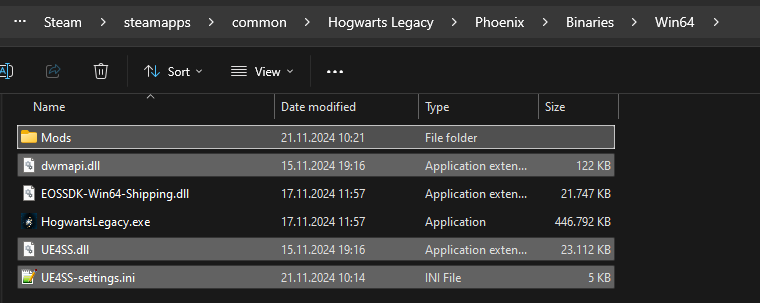 Steam > steamapps > common > Hogwarts Legacy > Phoenix > Binaries > Win64 >
Sort View
Name Date modified Type Size
Mods 21.11.2024 10:21 File folder
dwmapi.dll 15.11.2024 19:16 Application exten... 122 KB
EOSSDK-Win64-Shipping.dll 17.11.2024 11:57 Application exten... 21.747 KB
HogwartsLegacy.exe 17.11.2024 11:57 Application 446.792 KB
UE4SS.dll 15.11.2024 19:16 Application exten... 23.112 KB
UE4SS-settings.ini 21.11.2024 10:14 INI File 5 KB